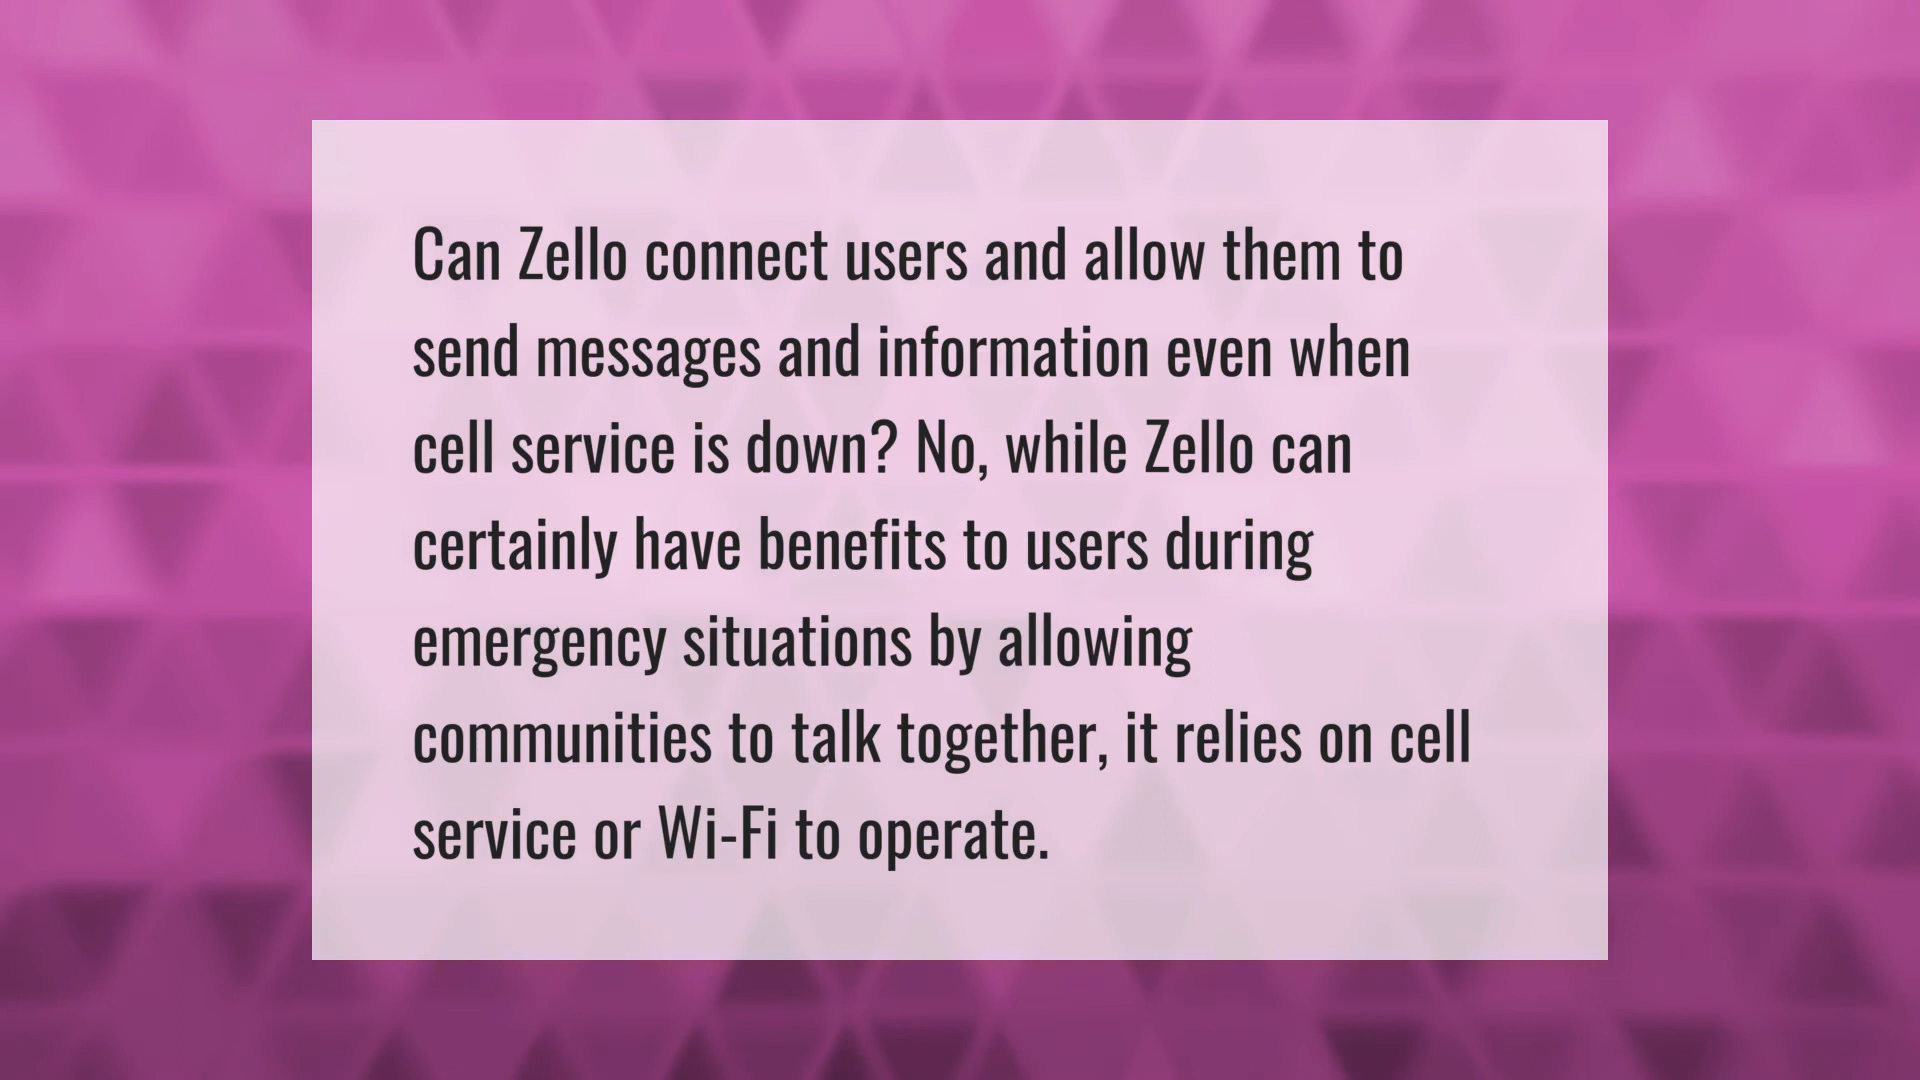 Can Zello connect users and allow them to
send messages and information even when
cell service is down? No, while Zello can
certainly have benefits to users during
emergency situations by allowing
communities to talk together, it relies on cell
service or Wi-Fi to operate.